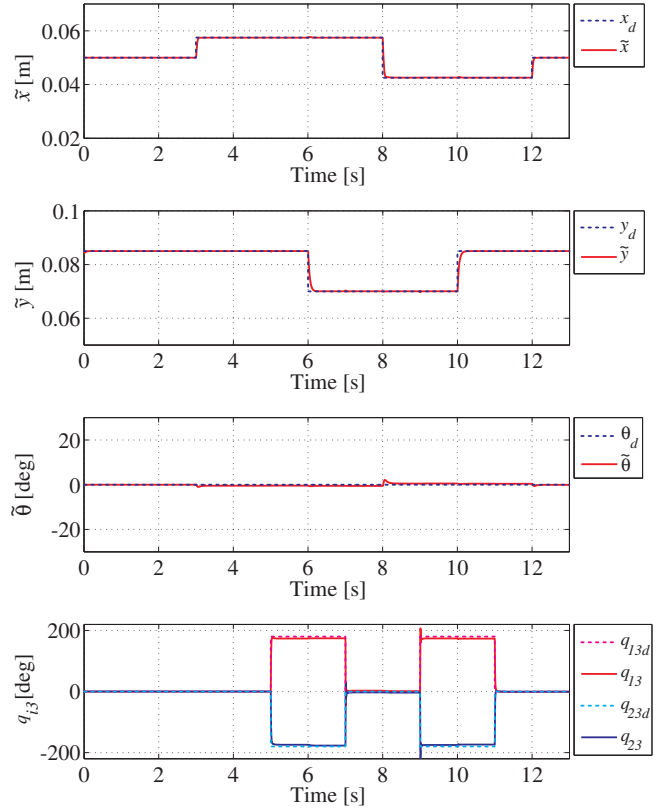 0.06
0.04
0.02
x̃ [m]
0 2 4 6 8 10 12
Time [s]
x_d
x̃
0.1
0.08
0.06
ỹ [m]
0 2 4 6 8 10 12
Time [s]
y_d
ỹ
20
0
-20
θ̃ [deg]
0 2 4 6 8 10 12
Time [s]
θ_d
θ̃
200
0
-200
q_i3 [deg]
0 2 4 6 8 10 12
Time [s]
q_13d
q_13
q_23d
q_23